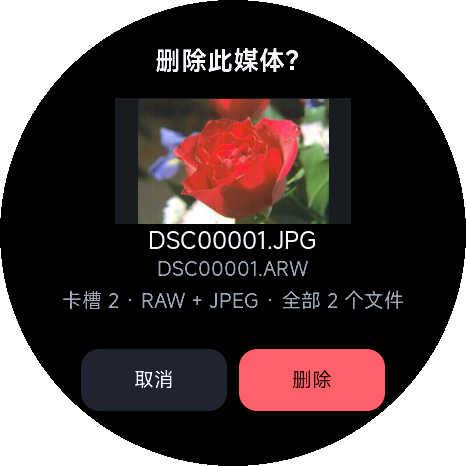 删除此媒体？
DSC00001.JPG
DSC00001.ARW
卡槽 2 · RAW + JPEG · 全部 2 个文件
取消
删除